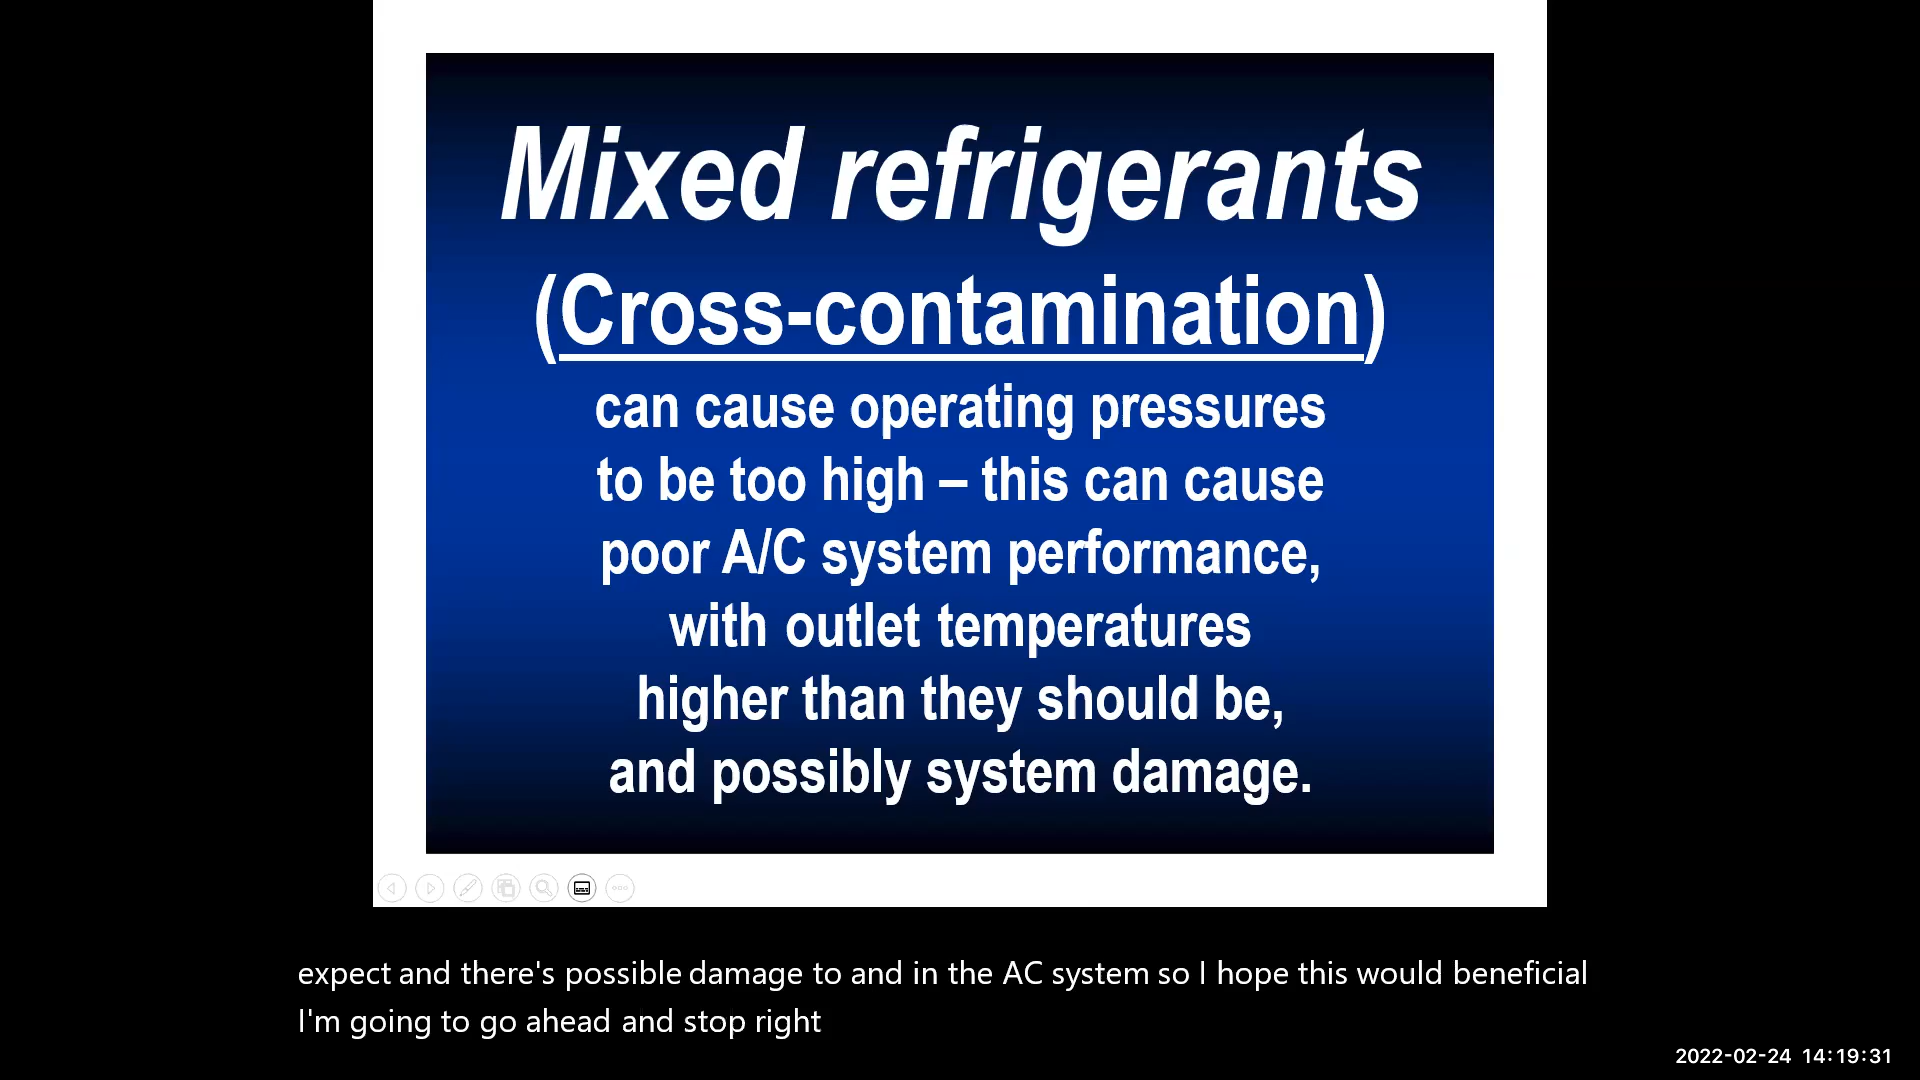 Mixed refrigerants
(Cross-contamination)
can cause operating pressures
to be too high – this can cause
poor A/C system performance,
with outlet temperatures
higher than they should be,
and possibly system damage.
expect and there's possible damage to and in the AC system so I hope this would beneficial
I'm going to go ahead and stop right
2022-02-24 14:19:31